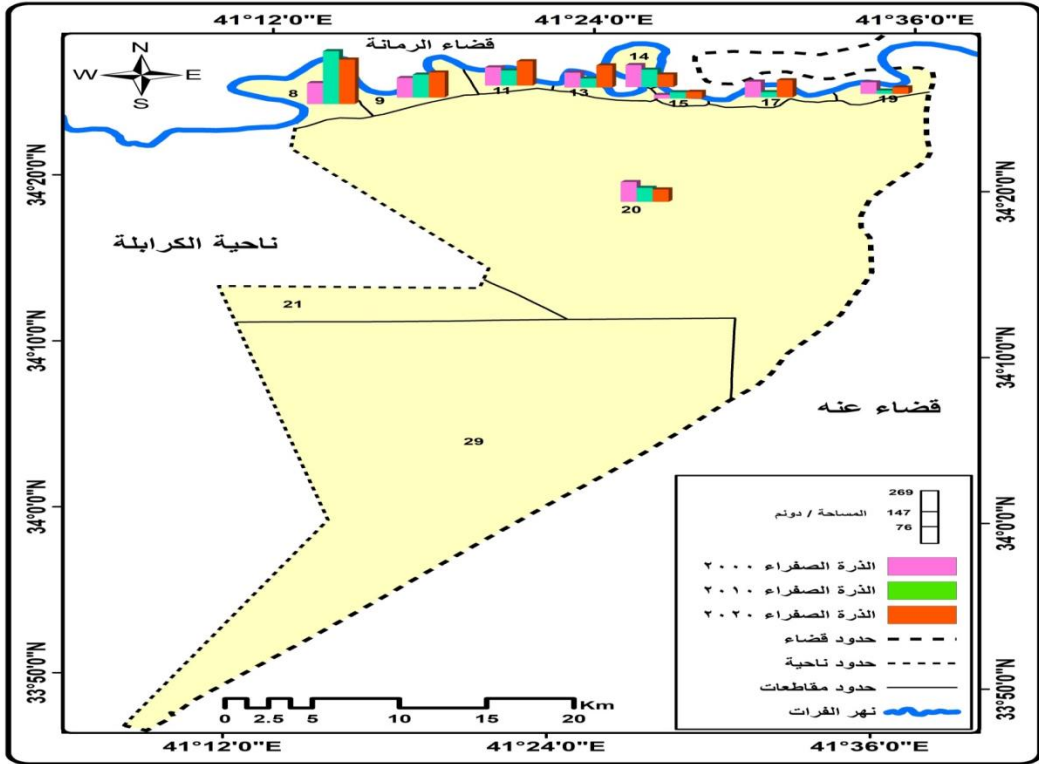 41°12'0"E 41°24'0"E 41°36'0"E
قضاء الرمانة
N
W E
S
8
9
11
13
14
15
17
19
34°20'0"N
34°20'0"N
20
ناحية الكرابلة
21
34°10'0"N
34°10'0"N
قضاء عنه
29
34°0'0"N
34°0'0"N
269
المساحة / دونم 147
76
الذرة الصفراء ٢٠٠٠
الذرة الصفراء ٢٠١٠
الذرة الصفراء ٢٠٢٠
حدود قضاء
حدود ناحية
حدود مقاطعات
نهر الفرات
33°50'0"N
33°50'0"N
Km
0 2.5 5 10 15 20
41°12'0"E 41°24'0"E 41°36'0"E